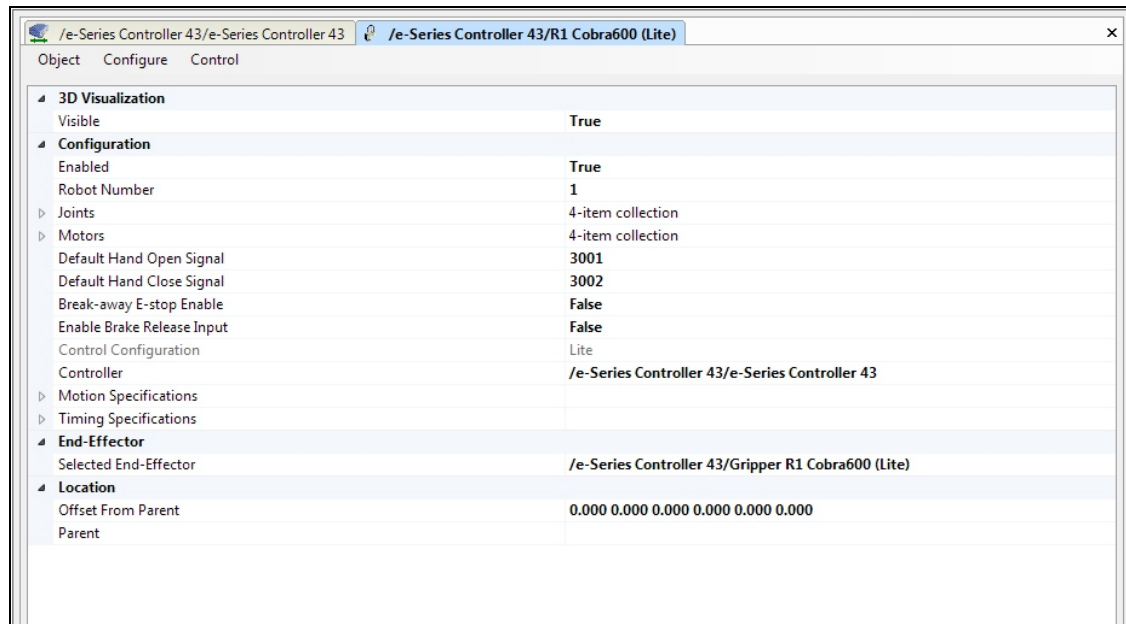 /e-Series Controller 43/e-Series Controller 43 /e-Series Controller 43/R1 Cobra600 (Lite)
Object Configure Control
3D Visualization
Visible True
Configuration
Enabled True
Robot Number 1
Joints 4-item collection
Motors 4-item collection
Default Hand Open Signal 3001
Default Hand Close Signal 3002
Break-away E-stop Enable False
Enable Brake Release Input False
Control Configuration Lite
Controller /e-Series Controller 43/e-Series Controller 43
Motion Specifications
Timing Specifications
End-Effector
Selected End-Effector /e-Series Controller 43/Gripper R1 Cobra600 (Lite)
Location
Offset From Parent 0.000 0.000 0.000 0.000 0.000 0.000
Parent